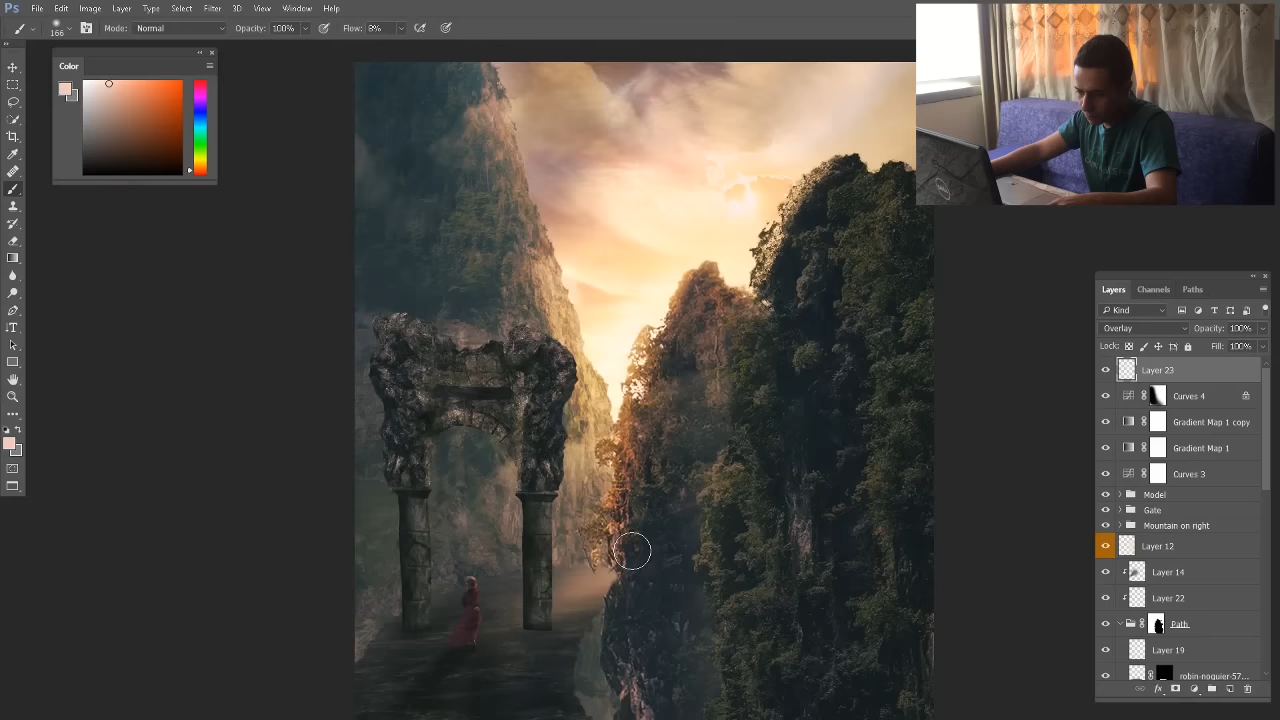 Ps File Edit Image Layer Type Select Filter 3D View Window Help
166 Mode: Normal Opacity: 100% Flow: 8%
Color
Layers Channels Paths
Kind
Overlay Opacity: 100%
Lock: Fill: 100%
Layer 23
Curves 4
Gradient Map 1 copy
Gradient Map 1
Curves 3
Model
Gate
Mountain on right
Layer 12
Layer 14
Layer 22
Path
Layer 19
robin-noguier-57...
fx